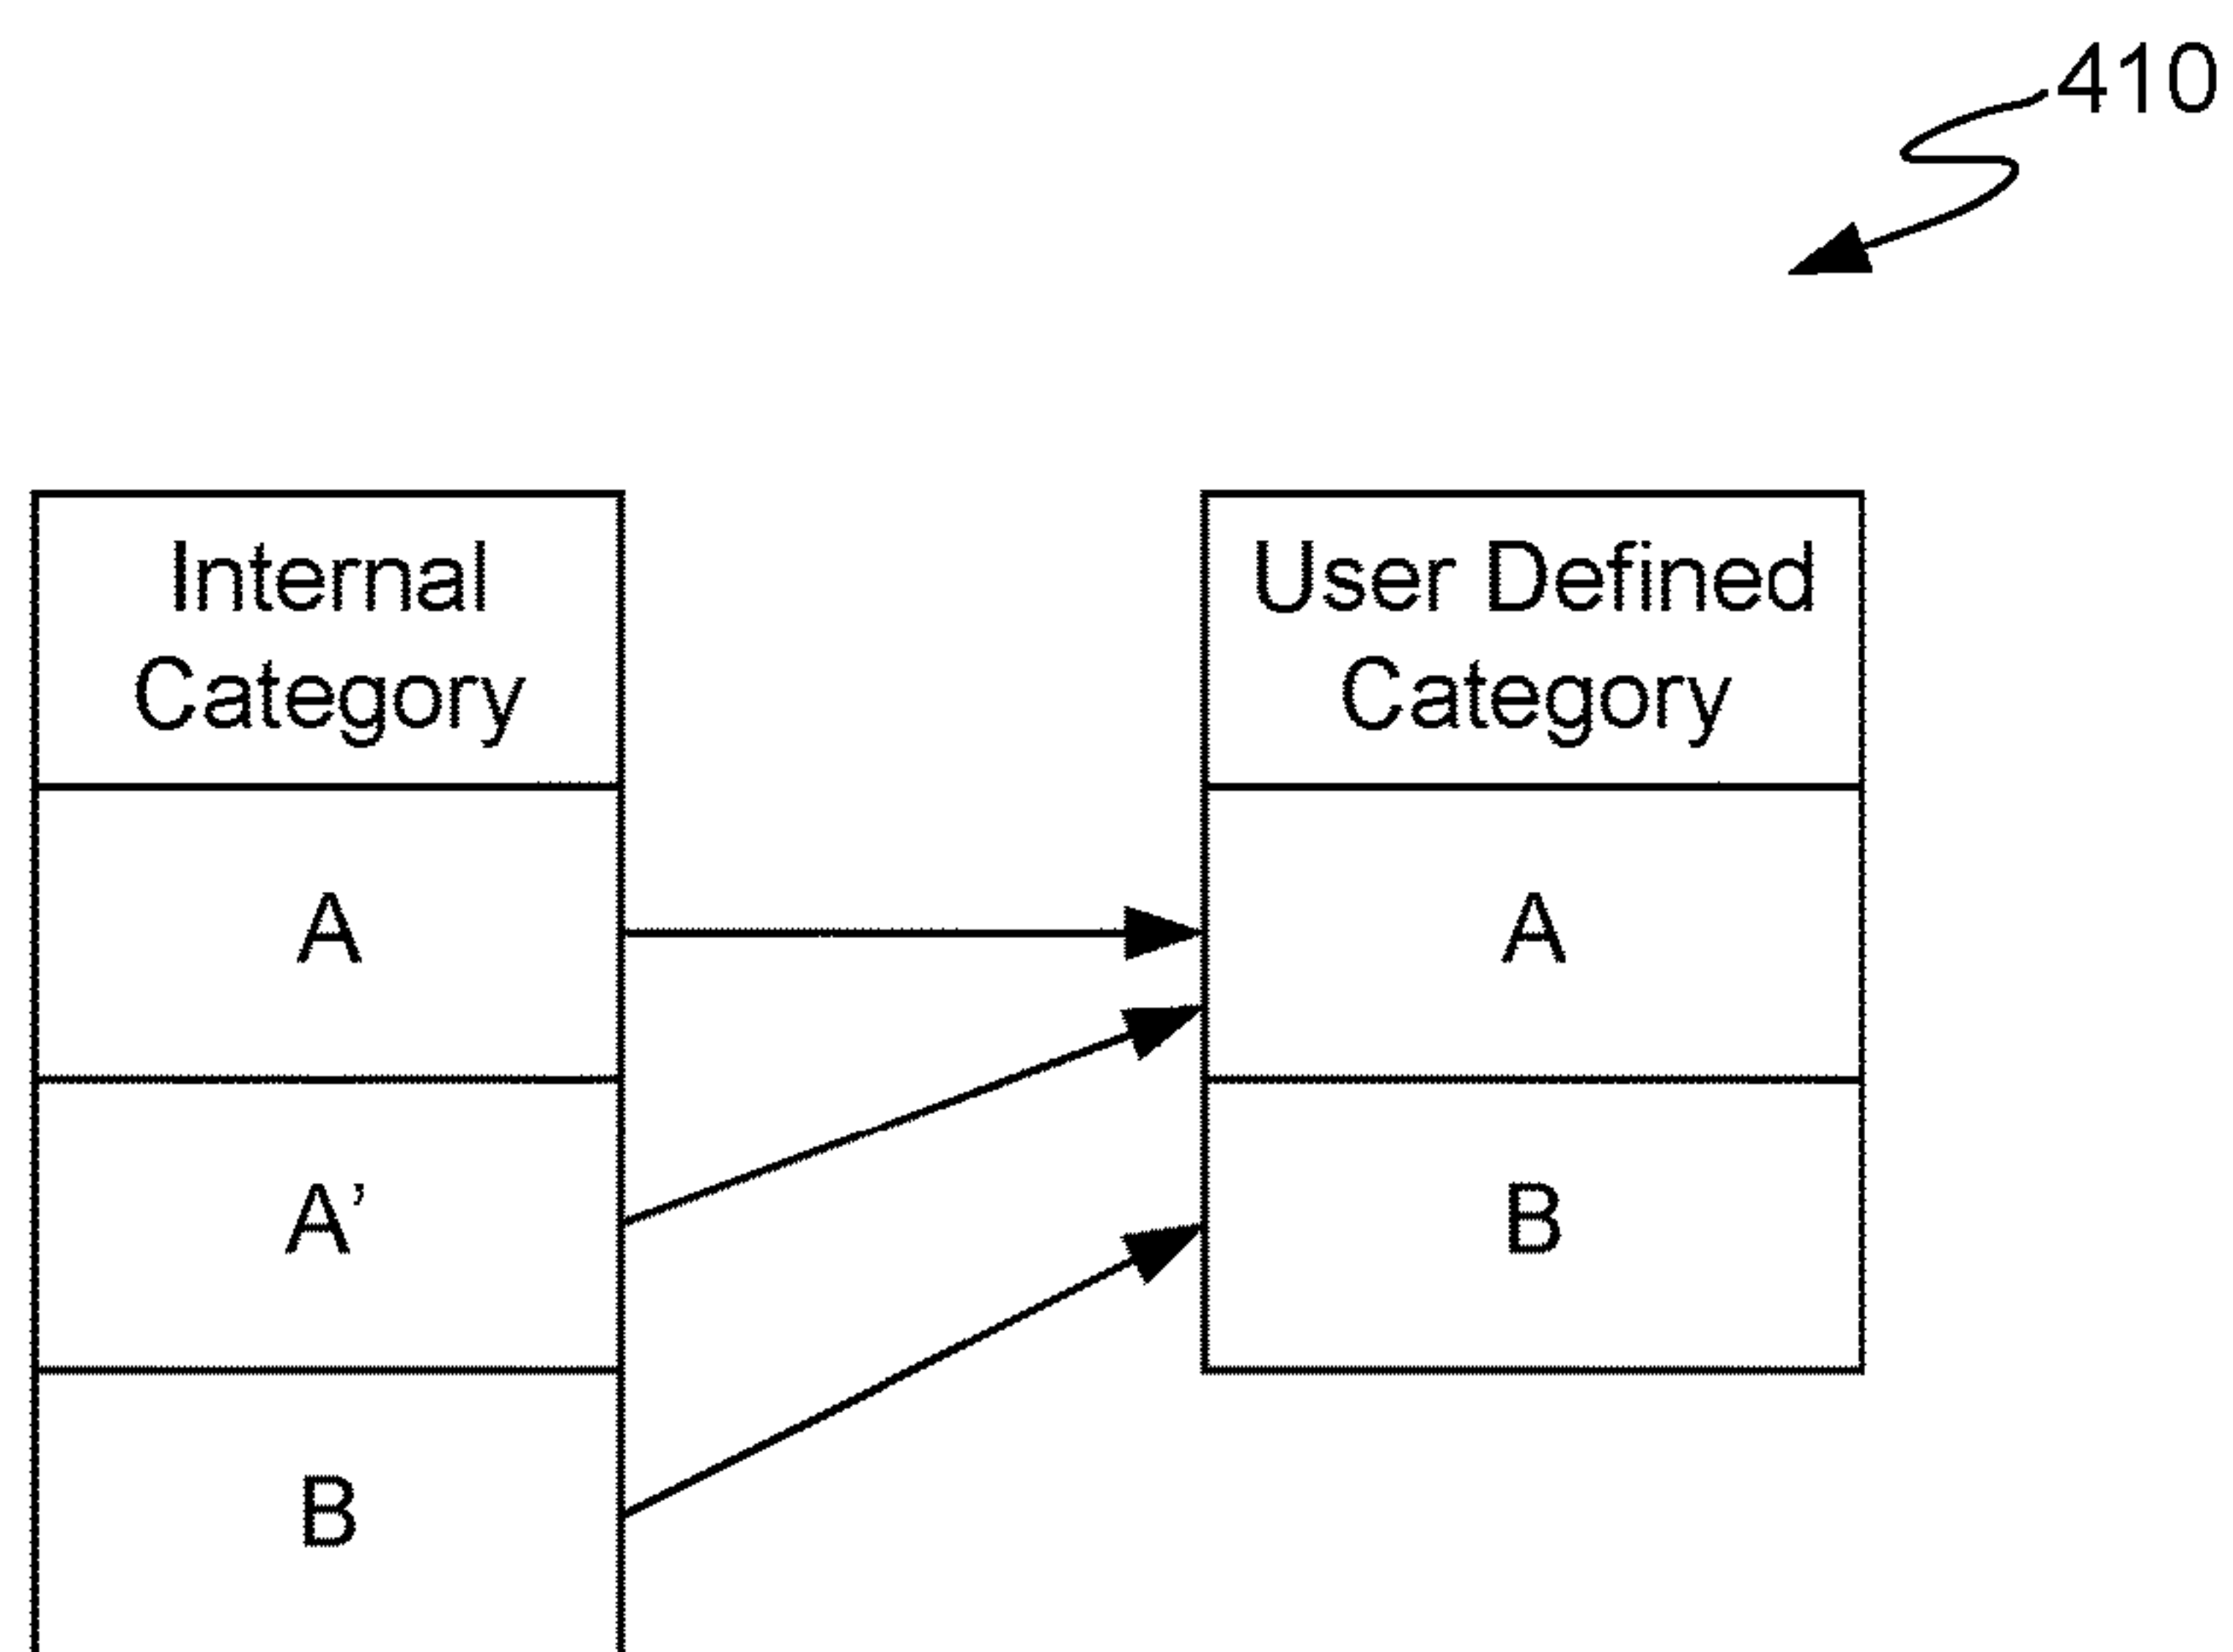 410
Internal
Category
User Defined
Category
A
A
A’
B
B